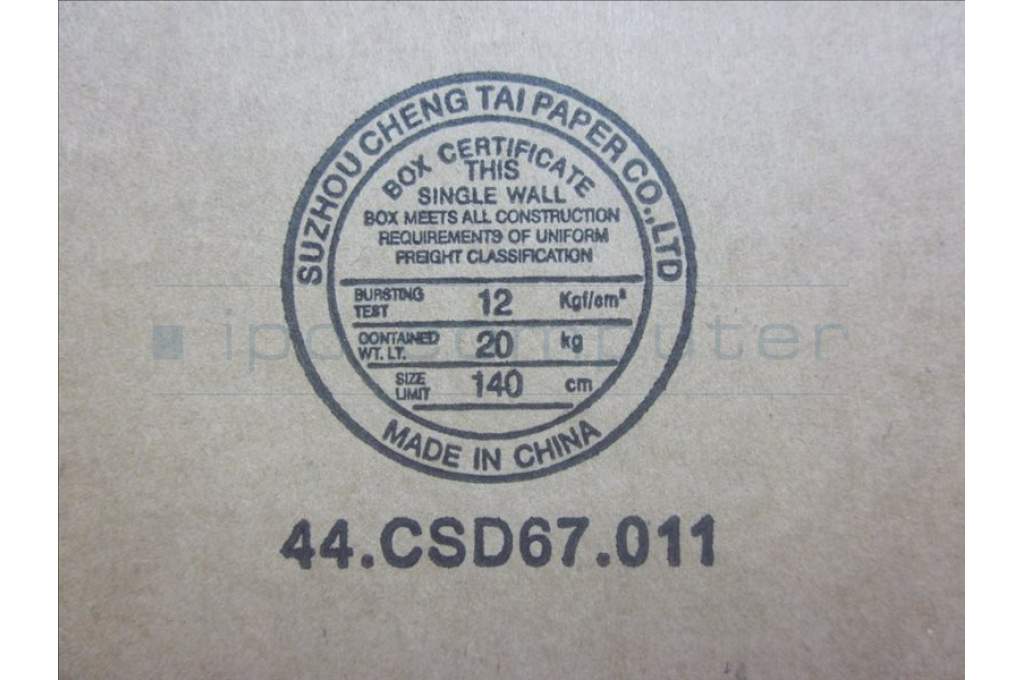 SUZHOU CHENG TAI PAPER CO.,LTD
BOX CERTIFICATE
THIS
SINGLE WALL
BOX MEETS ALL CONSTRUCTION
REQUIREMENTS OF UNIFORM
FREIGHT CLASSIFICATION
BURSTING TEST 12 Kgf/cm²
CONTAINED WT. LT. 20 kg
SIZE LIMIT 140 cm
MADE IN CHINA
44.CSD67.011
computer